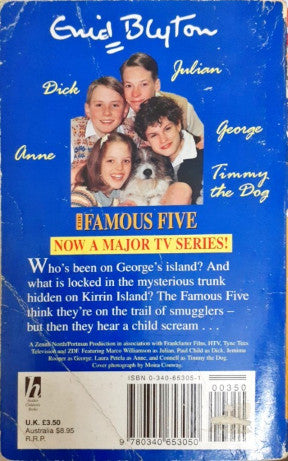 Enid Blyton
Julian
Dick
George
Anne
Timmy
the Dog
THE FAMOUS FIVE
NOW A MAJOR TV SERIES!
Who's been on George's island? And
what is locked in the mysterious trunk
hidden on Kirrin Island? The Famous Five
think they're on the trail of smugglers –
but then they hear a child scream . . .
A Zenith North/Portman Production in association with Frankfurter Films, HTV, Tyne Tees
Television and ZDF. Featuring Marco Williamson as Julian, Paul Child as Dick, Jemima
Rooper as George, Laura Petela as Anne, and Connell as Timmy the Dog.
Cover photograph by Moira Conway.
ISBN 0-340-65305-1
00350
h
Hodder
Children's
Books
U.K. £3.50
Australia $8.95
R.R.P.
9 780340 653050